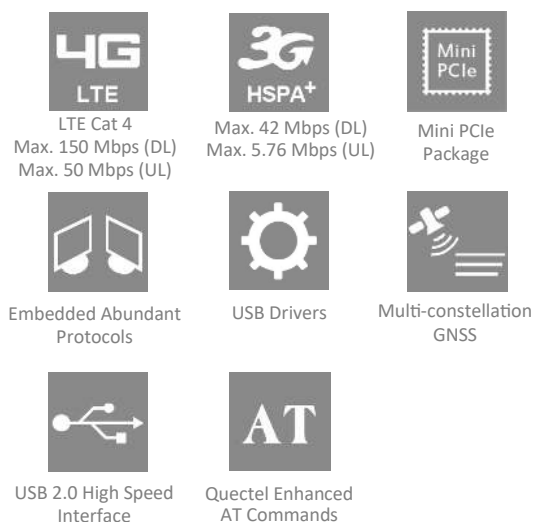 4G
LTE
LTE Cat 4
Max. 150 Mbps (DL)
Max. 50 Mbps (UL)
3G
HSPA+
Max. 42 Mbps (DL)
Max. 5.76 Mbps (UL)
Mini
PCIe
Mini PCIe
Package
Embedded Abundant
Protocols
USB Drivers
Multi-constellation
GNSS
USB 2.0 High Speed
Interface
AT
Quectel Enhanced
AT Commands